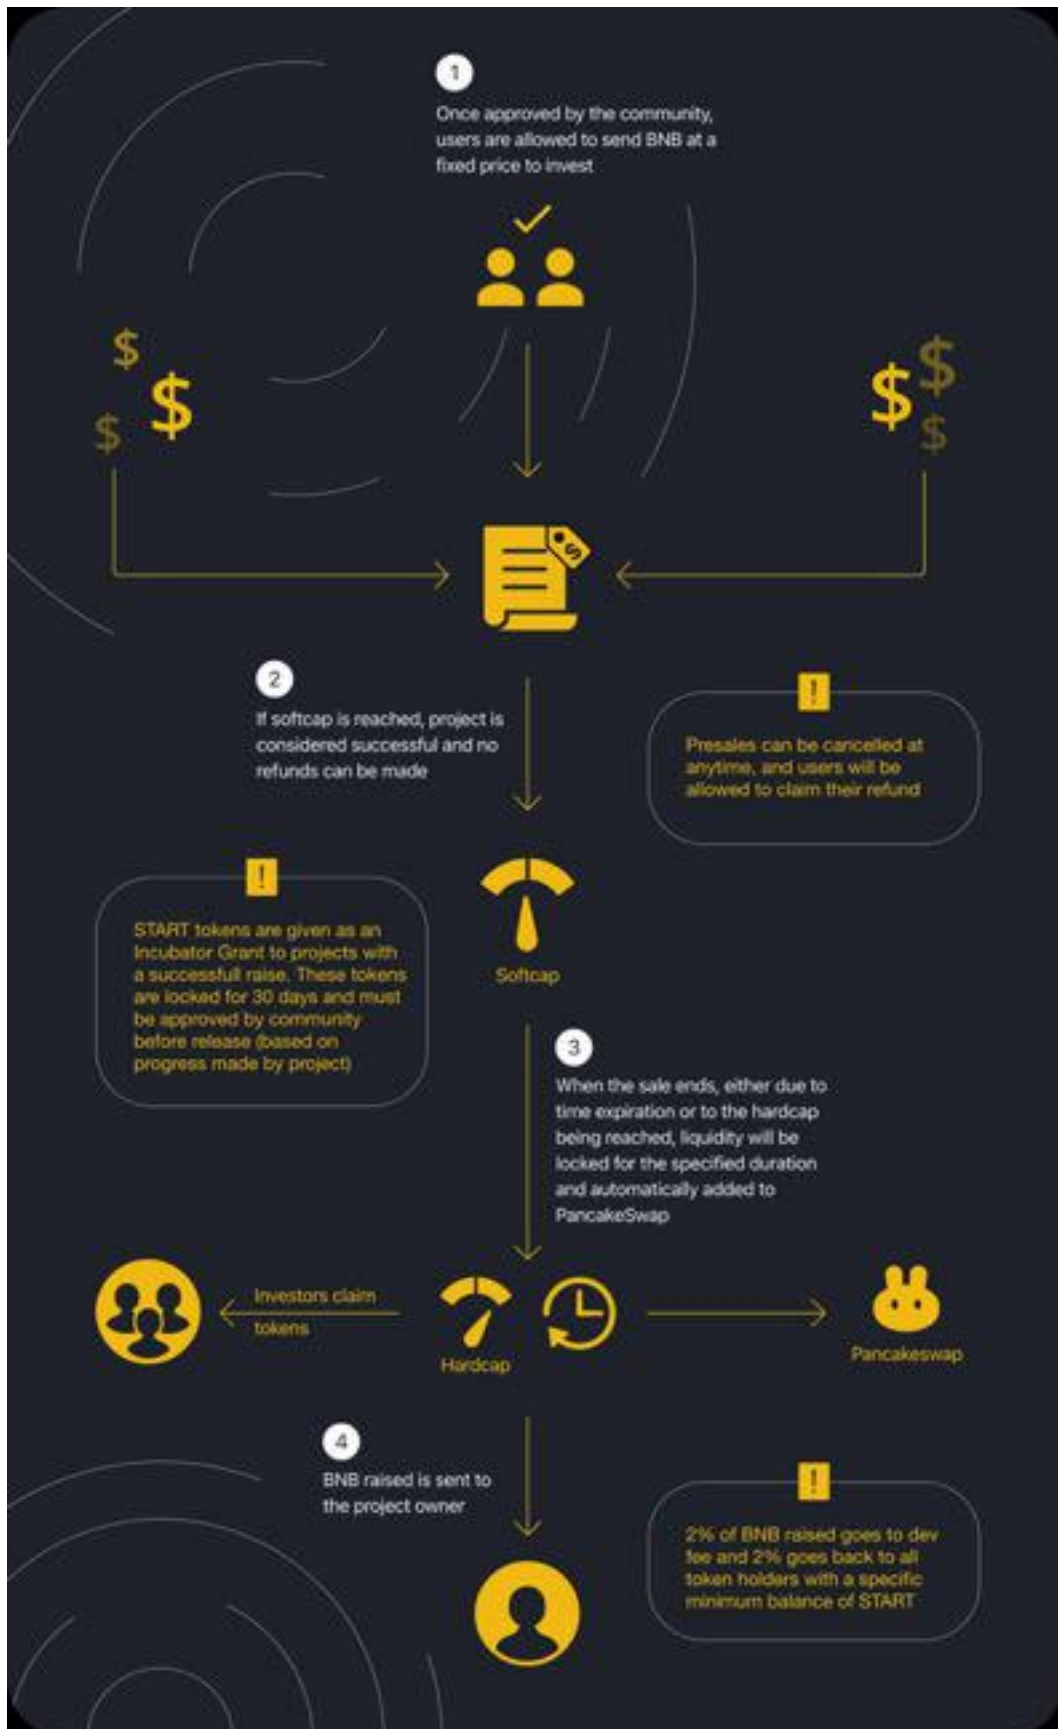 1
Once approved by the community,
users are allowed to send BNB at a
fixed price to invest
$
$
$
$
$
$
$
2
If softcap is reached, project is
considered successful and no
refunds can be made
!
Presales can be cancelled at
anytime, and users will be
allowed to claim their refund
!
START tokens are given as an
Incubator Grant to projects with
a successfull raise. These tokens
are locked for 30 days and must
be approved by community
before release (based on
progress made by project)
Softcap
3
When the sale ends, either due to
time expiration or to the hardcap
being reached, liquidity will be
locked for the specified duration
and automatically added to
PancakeSwap
Investors claim
tokens
Hardcap
Pancakeswap
4
BNB raised is sent to
the project owner
!
2% of BNB raised goes to dev
fee and 2% goes back to all
token holders with a specific
minimum balance of START